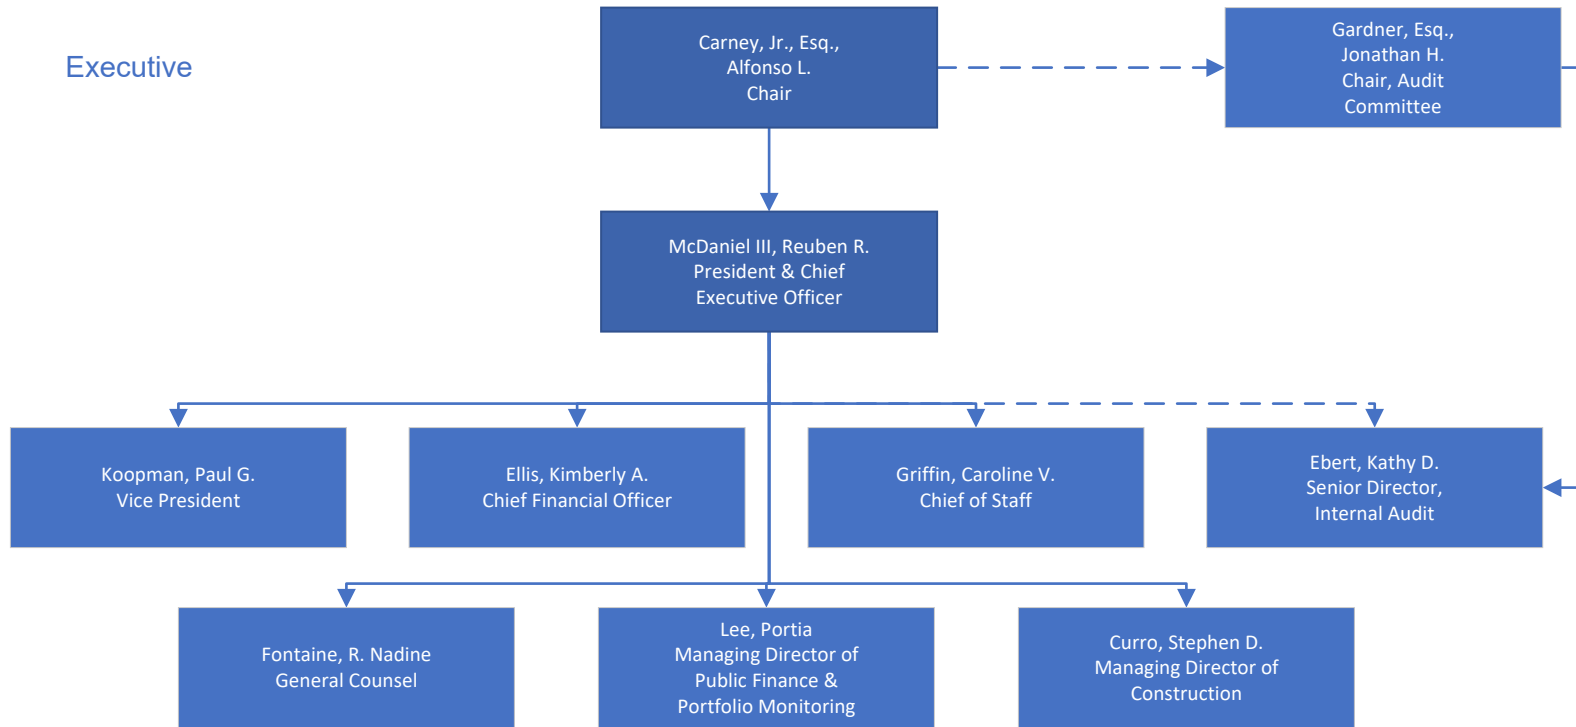 Executive
Carney, Jr., Esq.,
Alfonso L.
Chair
Gardner, Esq.,
Jonathan H.
Chair, Audit
Committee
McDaniel III, Reuben R.
President & Chief
Executive Officer
Koopman, Paul G.
Vice President
Ellis, Kimberly A.
Chief Financial Officer
Griffin, Caroline V.
Chief of Staff
Ebert, Kathy D.
Senior Director,
Internal Audit
Fontaine, R. Nadine
General Counsel
Lee, Portia
Managing Director of
Public Finance &
Portfolio Monitoring
Curro, Stephen D.
Managing Director of
Construction